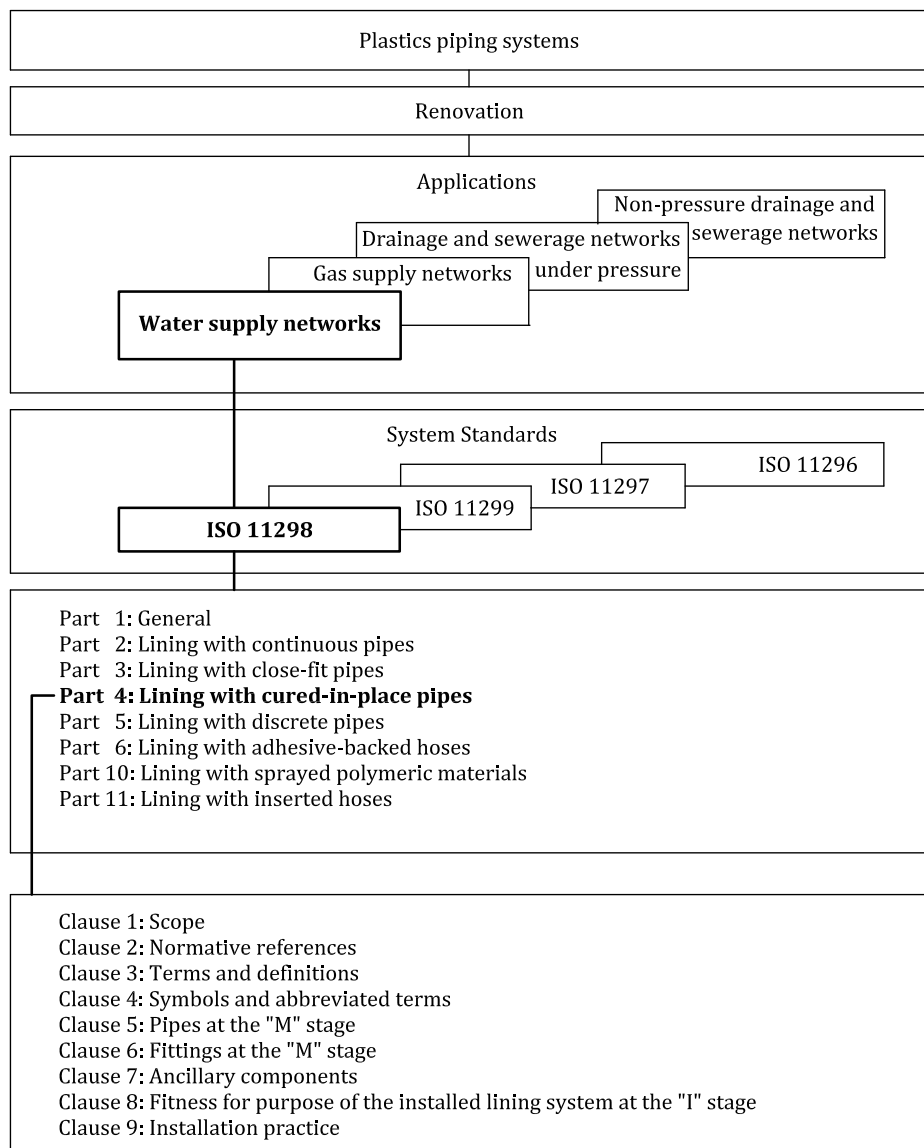 Plastics piping systems
Renovation
Applications
Non-pressure drainage and
sewerage networks
Drainage and sewerage networks
under pressure
Gas supply networks
Water supply networks
System Standards
ISO 11296
ISO 11297
ISO 11299
ISO 11298
Part 1: General
Part 2: Lining with continuous pipes
Part 3: Lining with close-fit pipes
Part 4: Lining with cured-in-place pipes
Part 5: Lining with discrete pipes
Part 6: Lining with adhesive-backed hoses
Part 10: Lining with sprayed polymeric materials
Part 11: Lining with inserted hoses
Clause 1: Scope
Clause 2: Normative references
Clause 3: Terms and definitions
Clause 4: Symbols and abbreviated terms
Clause 5: Pipes at the "M" stage
Clause 6: Fittings at the "M" stage
Clause 7: Ancillary components
Clause 8: Fitness for purpose of the installed lining system at the "I" stage
Clause 9: Installation practice